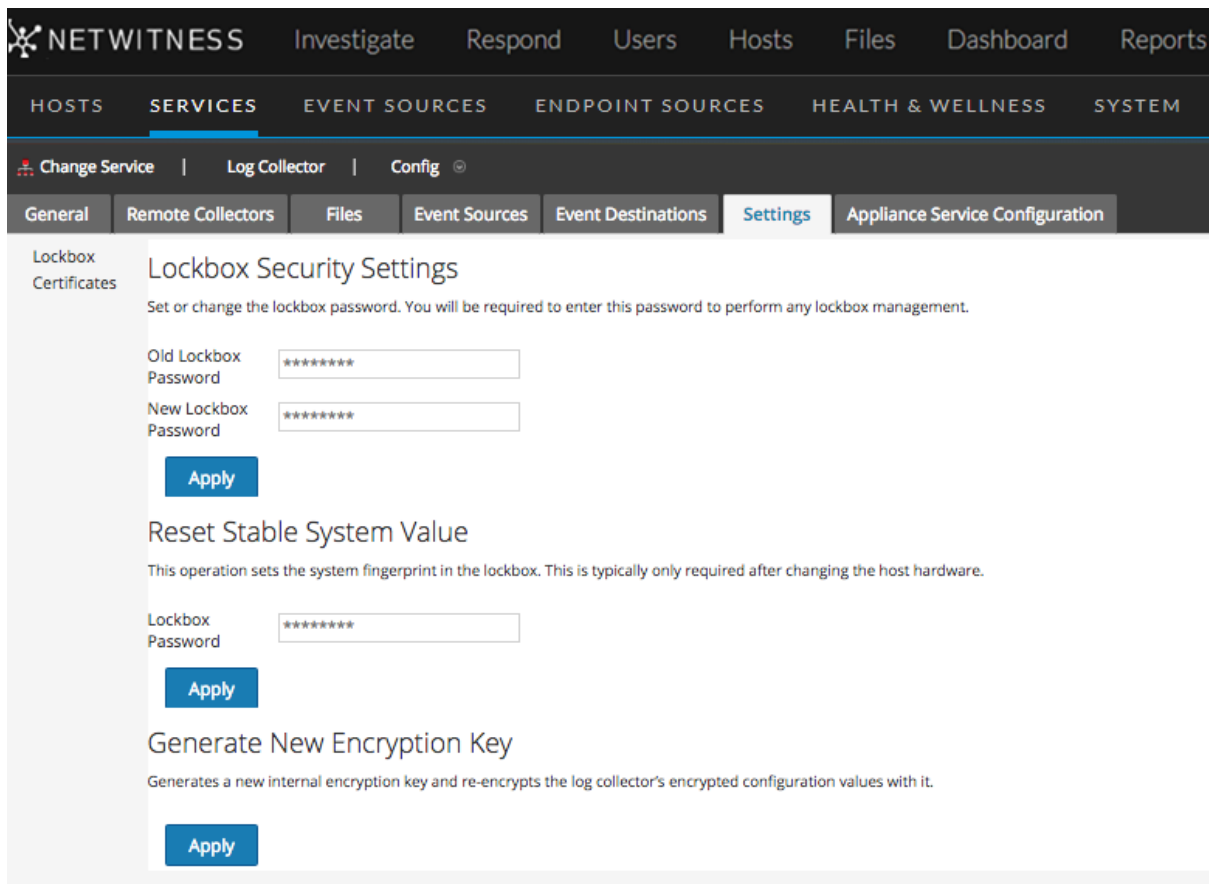 NETWITNESS Investigate Respond Users Hosts Files Dashboard Reports
HOSTS SERVICES EVENT SOURCES ENDPOINT SOURCES HEALTH & WELLNESS SYSTEM
Change Service | Log Collector | Config
General Remote Collectors Files Event Sources Event Destinations Settings Appliance Service Configuration
Lockbox
Certificates
Lockbox Security Settings
Set or change the lockbox password. You will be required to enter this password to perform any lockbox management.
Old Lockbox
Password
********
New Lockbox
Password
********
Apply
Reset Stable System Value
This operation sets the system fingerprint in the lockbox. This is typically only required after changing the host hardware.
Lockbox
Password
********
Apply
Generate New Encryption Key
Generates a new internal encryption key and re-encrypts the log collector's encrypted configuration values with it.
Apply